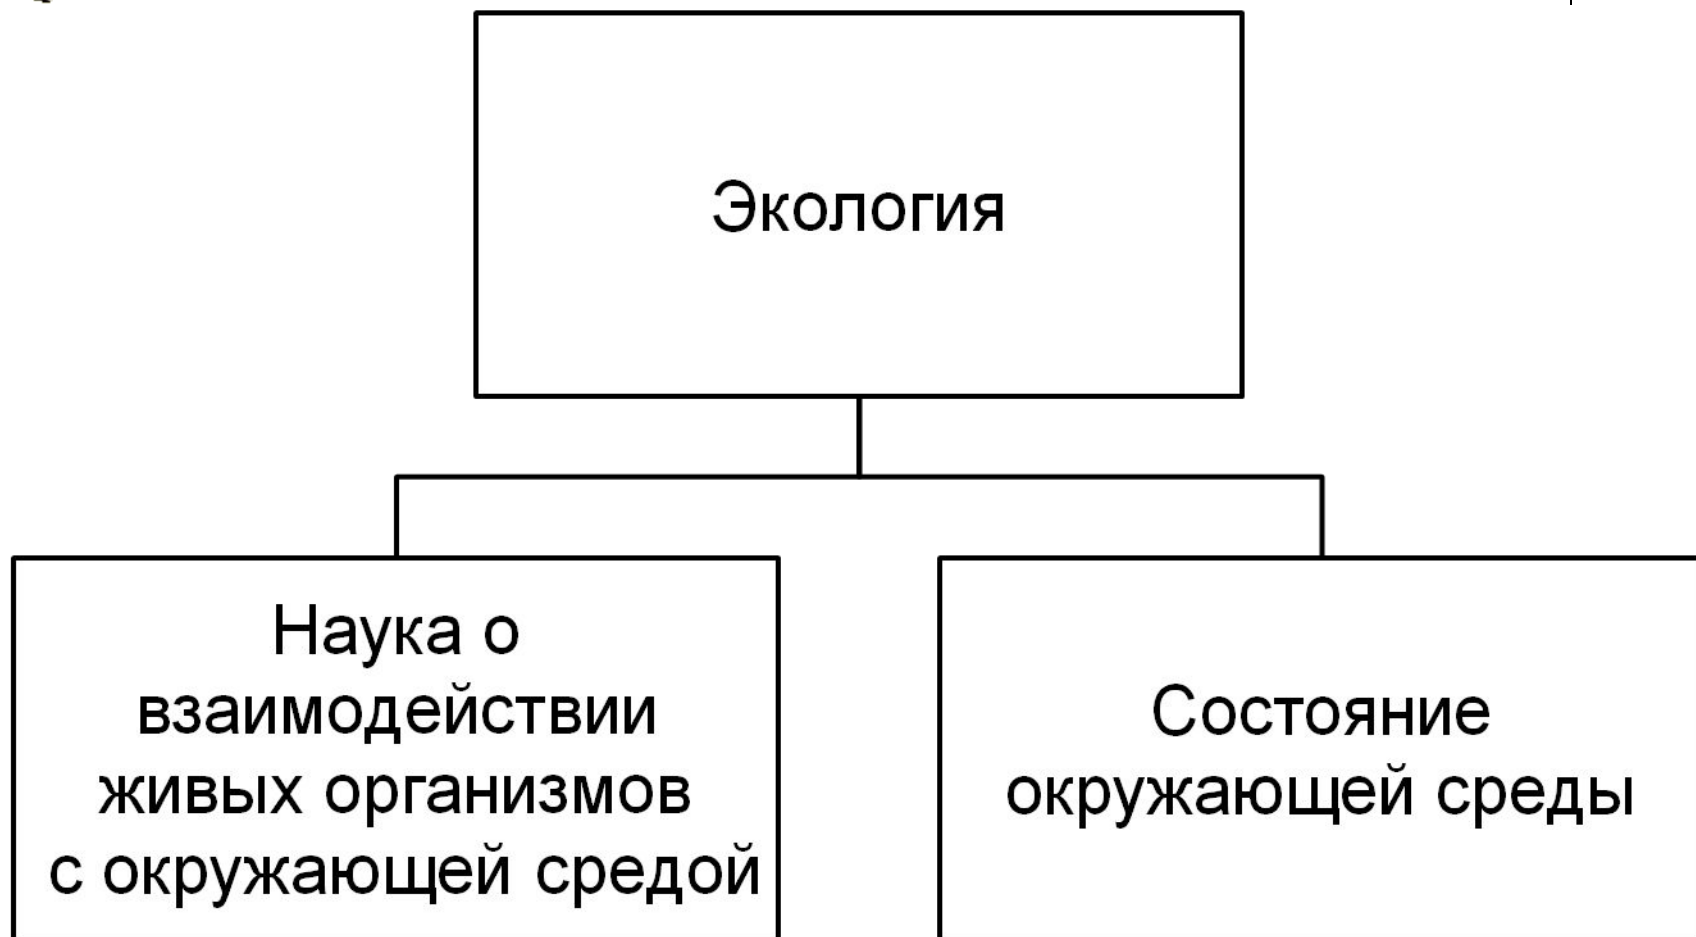 Экология
Наука о
взаимодействии
живых организмов
с окружающей средой
Состояние
окружающей среды